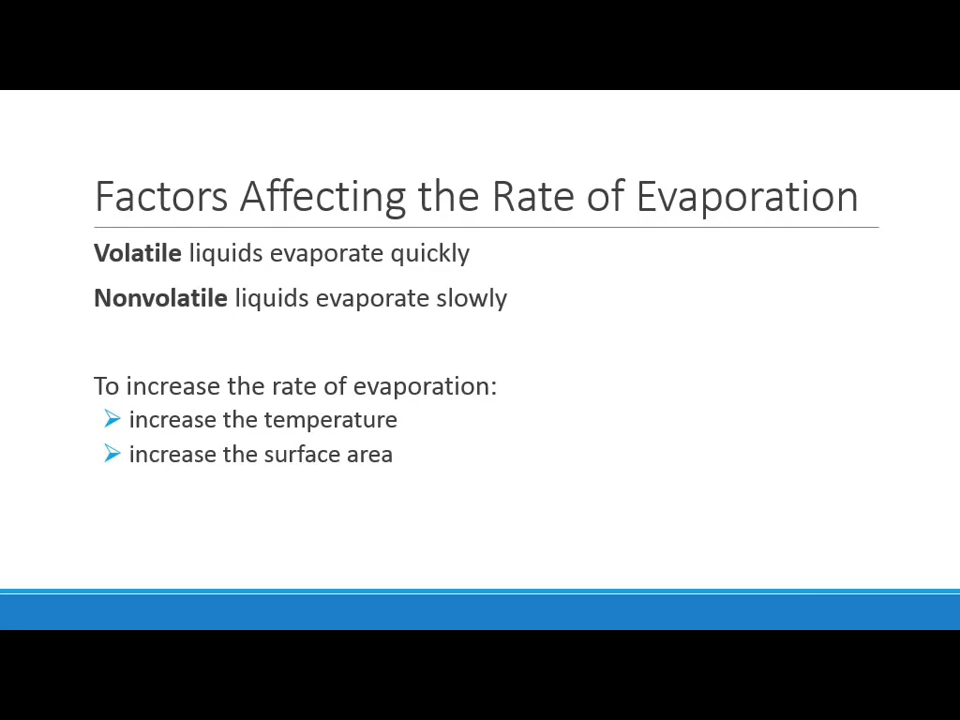 Factors Affecting the Rate of Evaporation
Volatile liquids evaporate quickly
Nonvolatile liquids evaporate slowly
To increase the rate of evaporation:
increase the temperature
increase the surface area